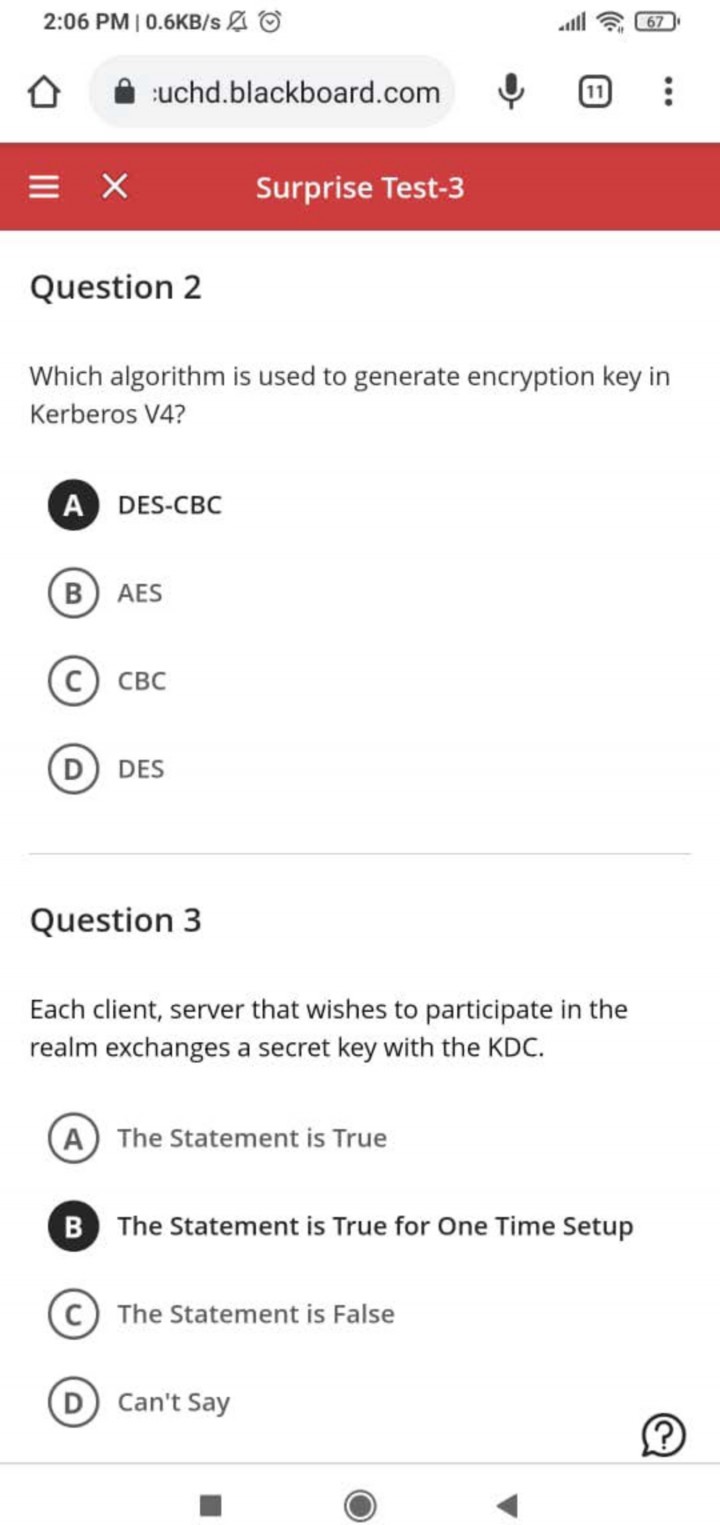 2:06 PM | 0.6KB/s
67
:uchd.blackboard.com
11
Surprise Test-3
Question 2
Which algorithm is used to generate encryption key in
Kerberos V4?
A DES-CBC
B AES
C CBC
D DES
Question 3
Each client, server that wishes to participate in the
realm exchanges a secret key with the KDC.
A The Statement is True
B The Statement is True for One Time Setup
C The Statement is False
D Can't Say
?